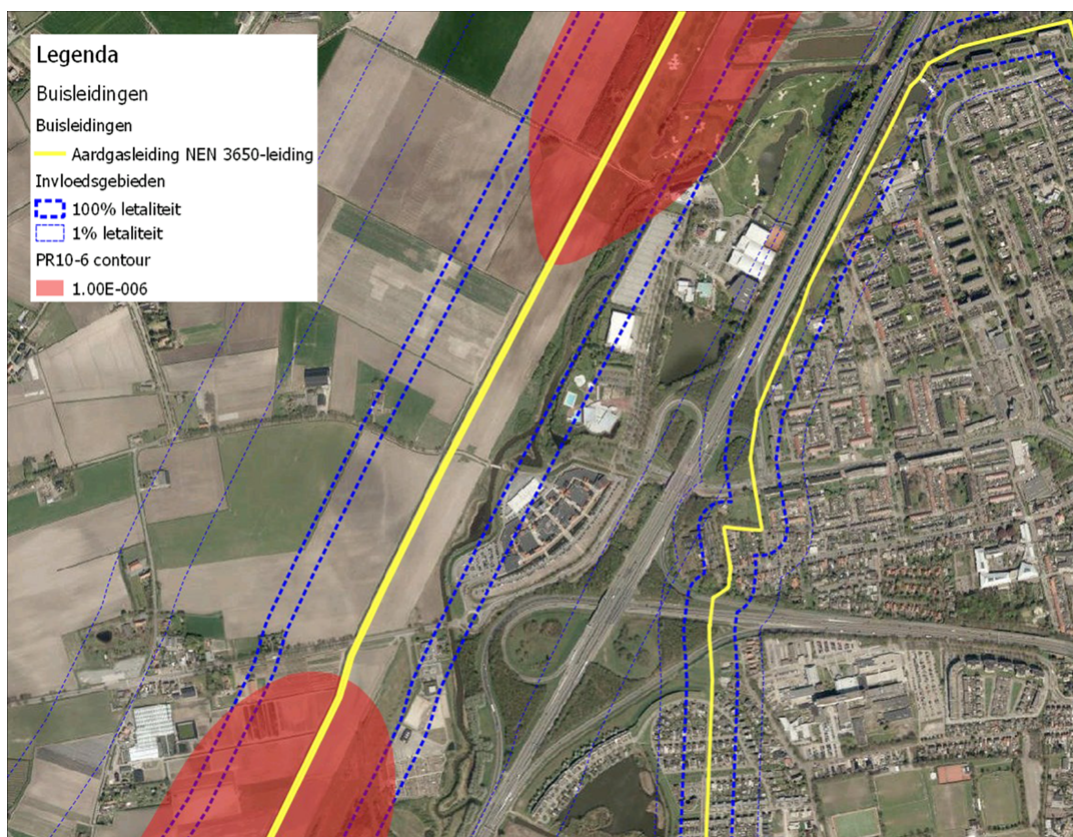 Legenda
Buisleidingen
Buisleidingen
Aardgasleiding NEN 3650-leiding
Invloedsgebieden
100% letaliteit
1% letaliteit
PR10-6 contour
1.00E-006